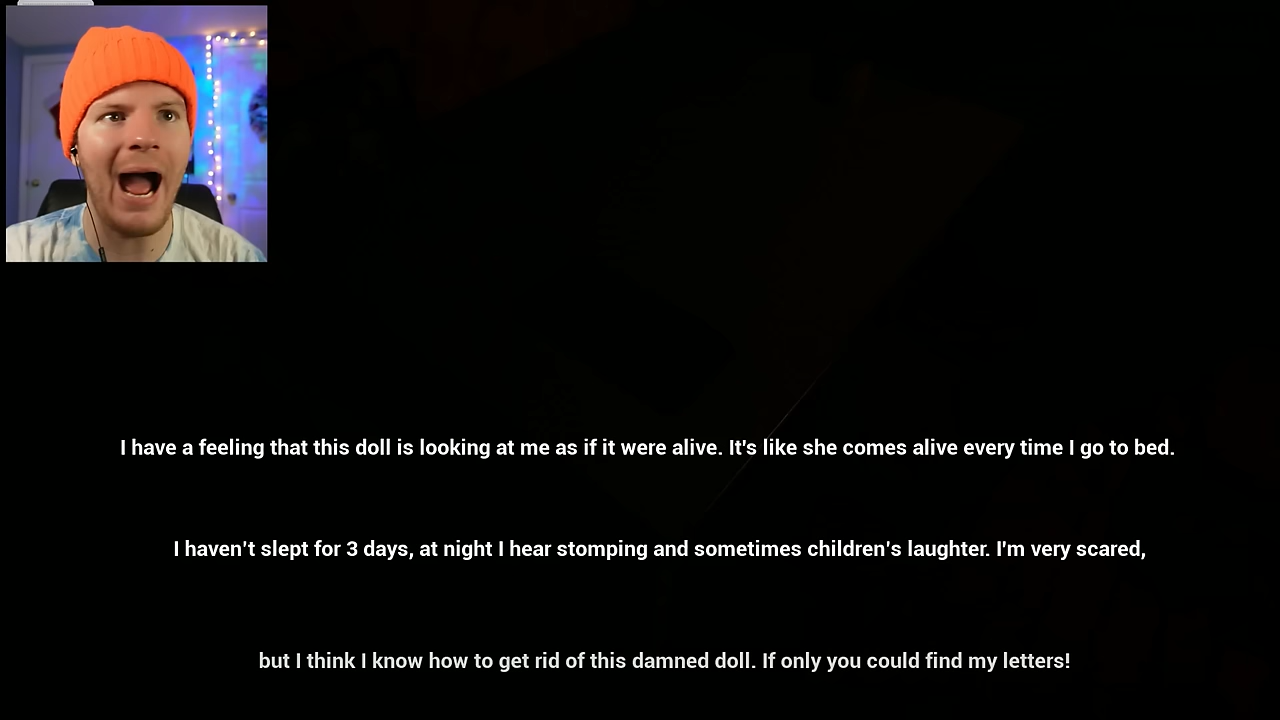 I have a feeling that this doll is looking at me as if it were alive. It's like she comes alive every time I go to bed.
I haven't slept for 3 days, at night I hear stomping and sometimes children's laughter. I'm very scared,
but I think I know how to get rid of this damned doll. If only you could find my letters!